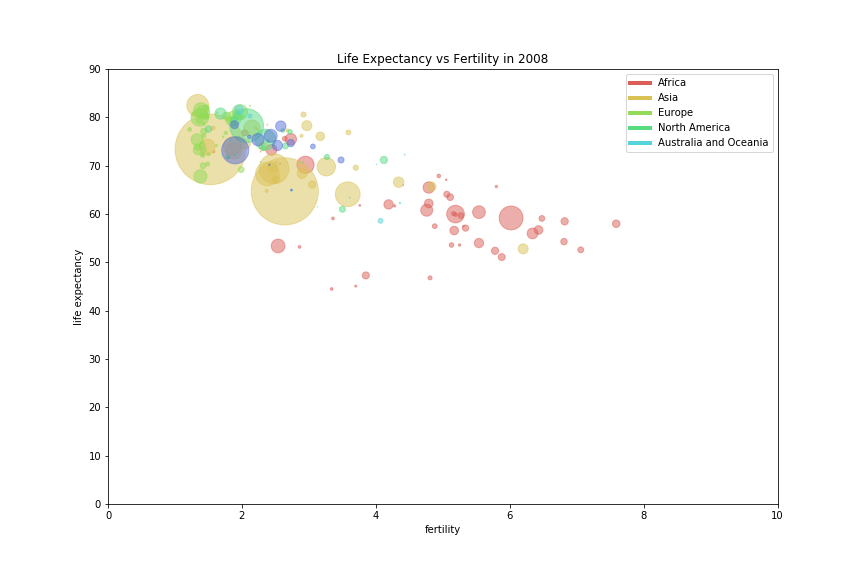 Life Expectancy vs Fertility in 2008
90
80
70
60
50
40
30
20
10
0
life expectancy
Africa
Asia
Europe
North America
Australia and Oceania
0 2 4 6 8 10
fertility